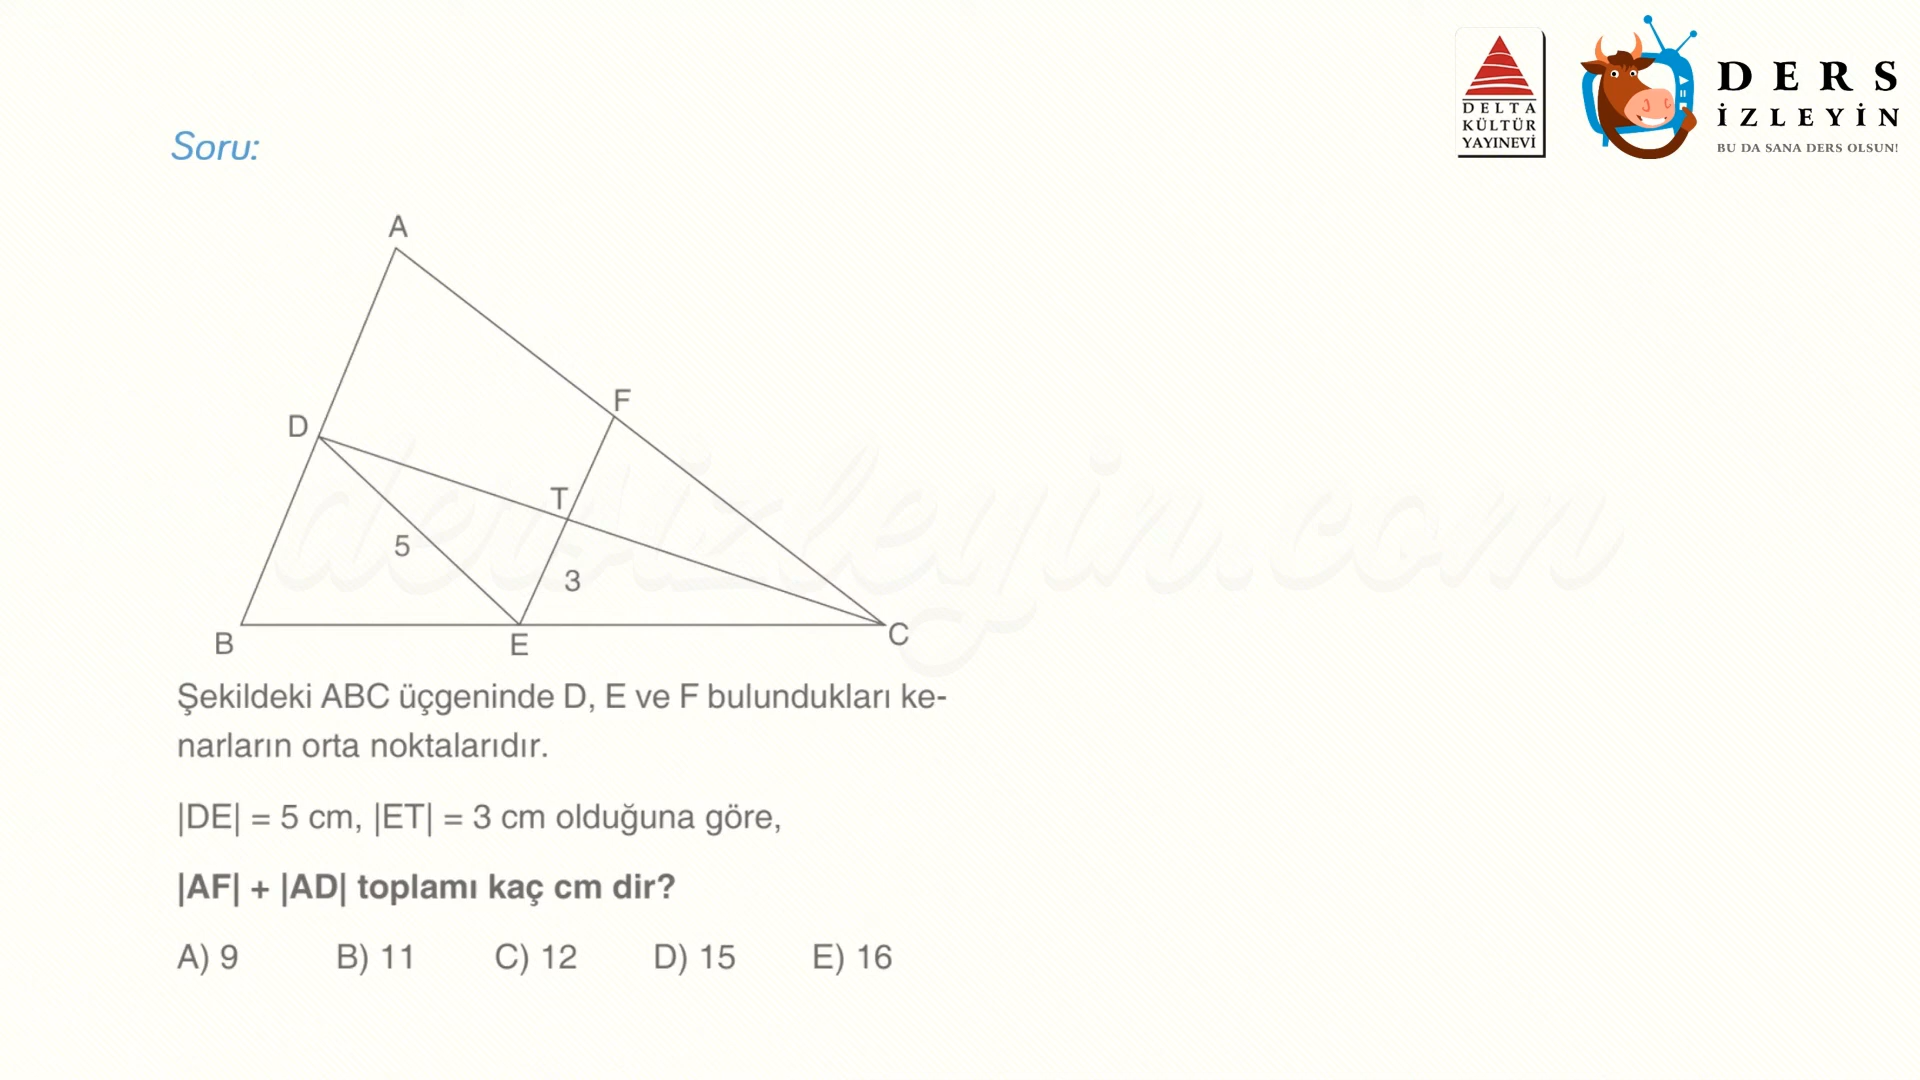 DELTA
KÜLTÜR
YAYINEVİ
DERS
İZLEYİN
BU DA SANA DERS OLSUN!
Soru:
A
F
D
T
5
3
B
E
C
dersizleyin.com
Şekildeki ABC üçgeninde D, E ve F bulundukları ke-
narların orta noktalarıdır.
|DE| = 5 cm, |ET| = 3 cm olduğuna göre,
|AF| + |AD| toplamı kaç cm dir?
A) 9 B) 11 C) 12 D) 15 E) 16